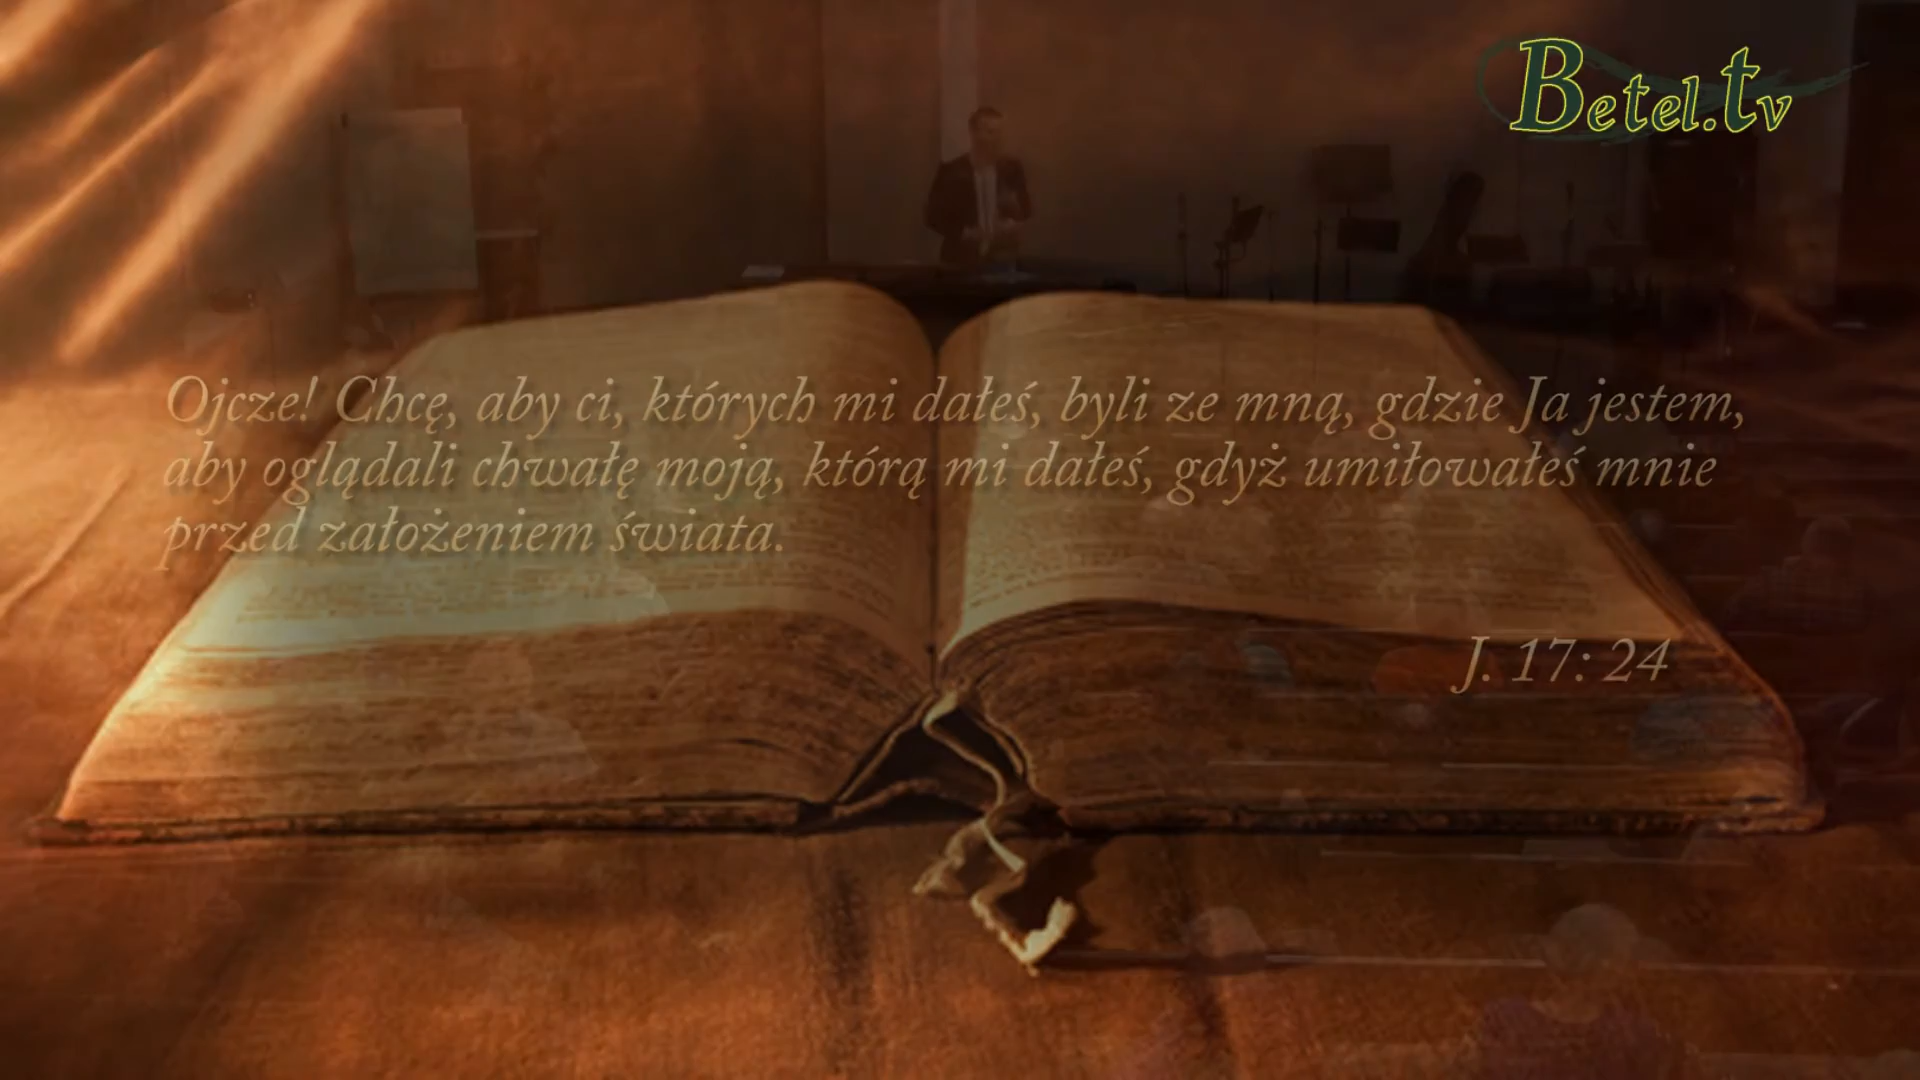 Betel.tv
Ojcze! Chcę, aby ci, których mi dałeś, byli ze mną, gdzie Ja jestem,
aby oglądali chwałę moją, którą mi dałeś, gdyż umiłowałeś mnie
przed założeniem świata.
J. 17: 24